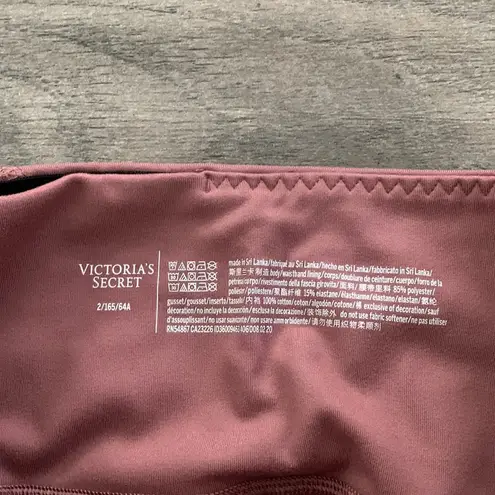 VICTORIA'S
SECRET
2/165/64A
made in Sri Lanka/fabriqué au Sri Lanka/hecho en Sri Lanka/fabbricato in Sri Lanka/
斯里兰卡制造 body/waistband lining/corps/doublure de ceinture/cuerpo/forro de la
petrina/corpo/rivestimento della fascia girovita/面料/腰带里料 85% polyester/
poliéster/poliestere/聚酯纤维 15% elastane/élasthanne/elastano/elastan/氨纶
gusset/gousset/inserto/tassello/内裆 100% cotton/coton/algodón/cotone/棉 exclusive of decoration/sauf
décoration/no incluye la decoración/decorazione esclusa/装饰除外 do not use fabric softener/ne pas utiliser
d'assouplissant/no usar suavizante/non usare ammorbidente/请勿使用织物柔顺剂
RN54867 CA23226